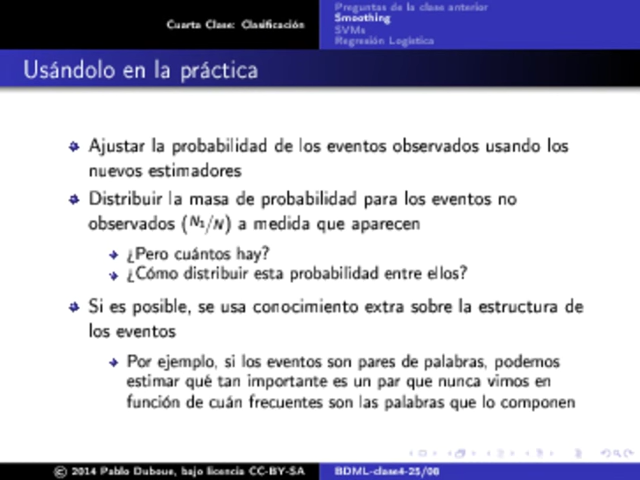 Cuarta Clase: Clasificación
Preguntas de la clase anterior
Smoothing
SVMs
Regresión Logística
Usándolo en la práctica
Ajustar la probabilidad de los eventos observados usando los
nuevos estimadores
Distribuir la masa de probabilidad para los eventos no
observados (N₁/N) a medida que aparecen
¿Pero cuántos hay?
¿Cómo distribuir esta probabilidad entre ellos?
Si es posible, se usa conocimiento extra sobre la estructura de
los eventos
Por ejemplo, si los eventos son pares de palabras, podemos
estimar qué tan importante es un par que nunca vimos en
función de cuán frecuentes son las palabras que lo componen
© 2014 Pablo Duboue, bajo licencia CC-BY-SA
BDML-clase4-25/08